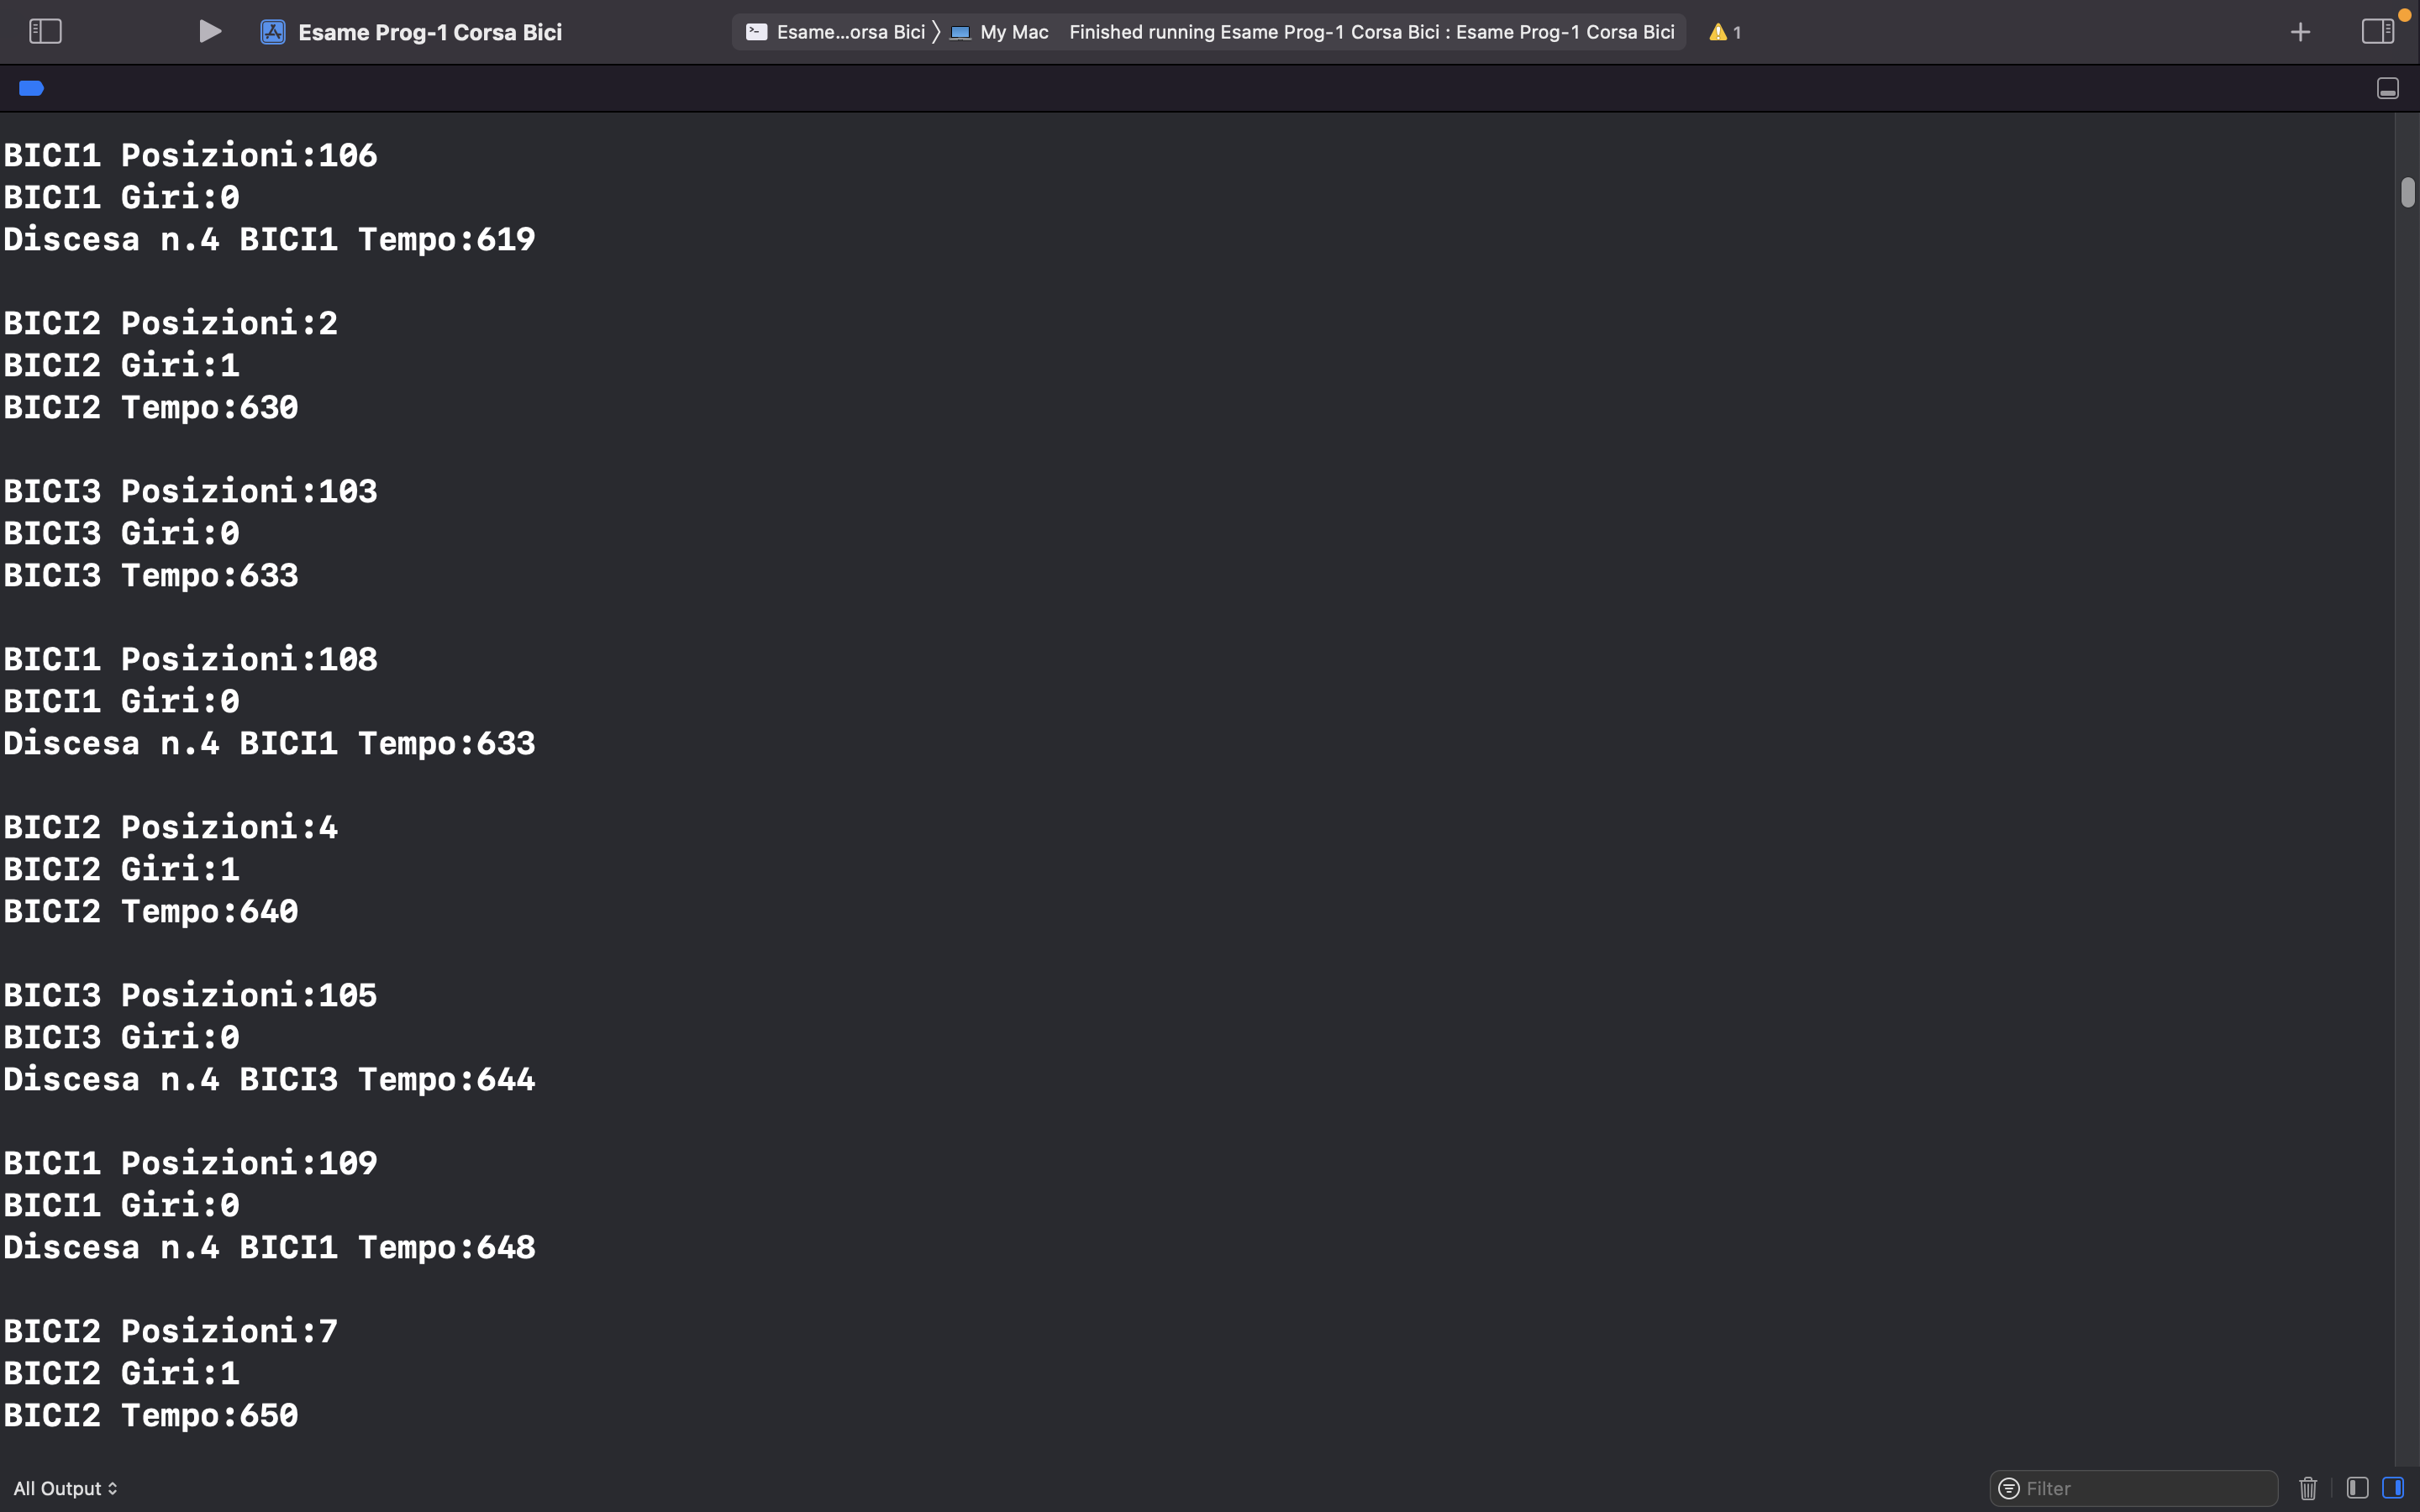 Esame Prog-1 Corsa Bici
Esame...orsa Bici 〉 My Mac Finished running Esame Prog-1 Corsa Bici : Esame Prog-1 Corsa Bici 1
BICI1 Posizioni:106
BICI1 Giri:0
Discesa n.4 BICI1 Tempo:619
BICI2 Posizioni:2
BICI2 Giri:1
BICI2 Tempo:630
BICI3 Posizioni:103
BICI3 Giri:0
BICI3 Tempo:633
BICI1 Posizioni:108
BICI1 Giri:0
Discesa n.4 BICI1 Tempo:633
BICI2 Posizioni:4
BICI2 Giri:1
BICI2 Tempo:640
BICI3 Posizioni:105
BICI3 Giri:0
Discesa n.4 BICI3 Tempo:644
BICI1 Posizioni:109
BICI1 Giri:0
Discesa n.4 BICI1 Tempo:648
BICI2 Posizioni:7
BICI2 Giri:1
BICI2 Tempo:650
All Output
Filter